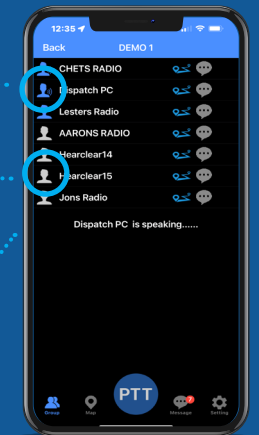 12:35
Back DEMO 1
CHETS RADIO
Dispatch PC
Lesters Radio
AARONS RADIO
Hearclear14
Hearclear15
Jons Radio
Dispatch PC is speaking......
PTT
Group Map Message Setting